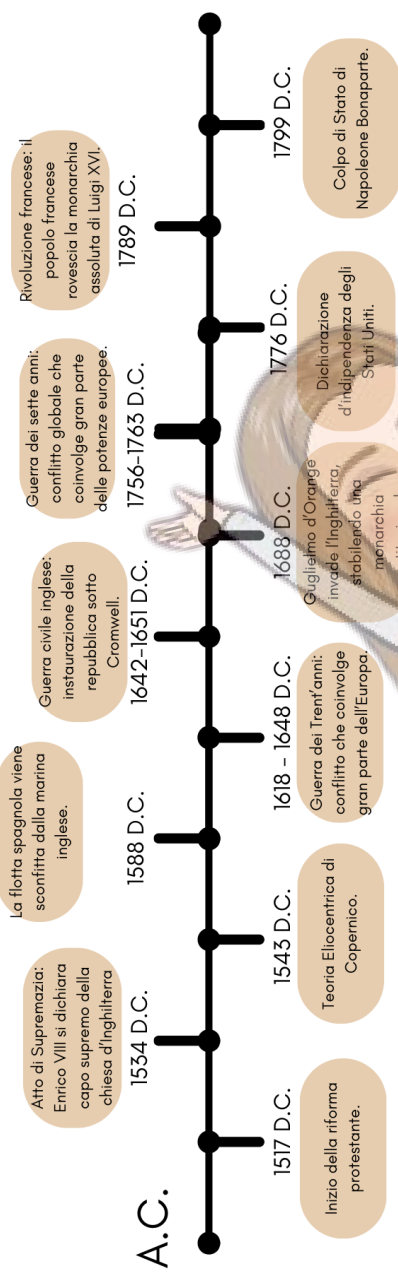 A.C.
1517 D.C.
Inizio della riforma
protestante.
1534 D.C.
Atto di Supremazia:
Enrico VIII si dichiara
capo supremo della
chiesa d'Inghilterra
1543 D.C.
Teoria Eliocentrica di
Copernico.
1588 D.C.
La flotta spagnola viene
sconfitta dalla marina
inglese.
1618 - 1648 D.C.
Guerra dei Trent'anni:
conflitto che coinvolge
gran parte dell'Europa.
1642-1651 D.C.
Guerra civile inglese:
instaurazione della
repubblica sotto
Cromwell.
1688 D.C.
Guglielmo d'Orange
invade l'Inghilterra,
stabilendo una
monarchia
1756-1763 D.C.
Guerra dei sette anni:
conflitto globale che
coinvolge gran parte
delle potenze europee.
1776 D.C.
Dichiarazione
d'indipendenza degli
Stati Uniti.
1789 D.C.
Rivoluzione francese: il
popolo francese
rovescia la monarchia
assoluta di Luigi XVI.
1799 D.C.
Colpo di Stato di
Napoleone Bonaparte.